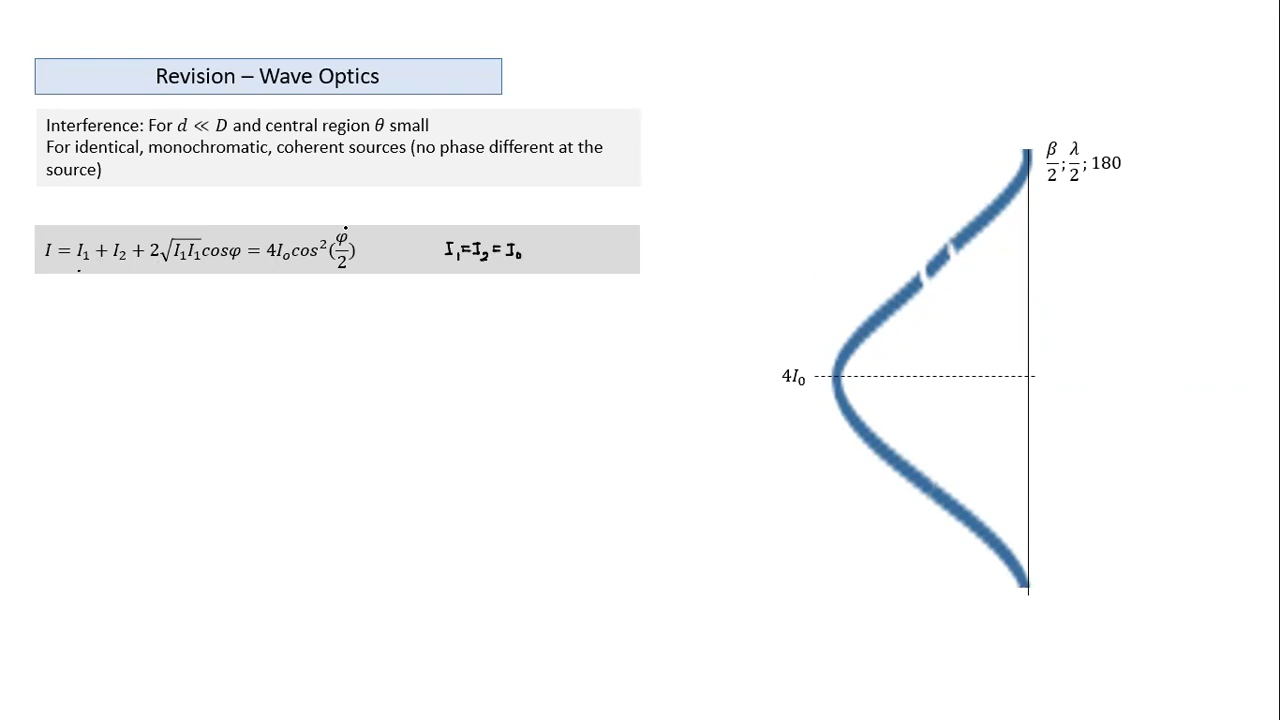 Revision – Wave Optics
Interference: For d ≪ D and central region θ small
For identical, monochromatic, coherent sources (no phase different at the
source)
I = I₁ + I₂ + 2√(I₁I₁)cosφ = 4Iₒcos²(φ/2)
I₁=I₂ = I₀
β/2; λ/2; 180
4I₀